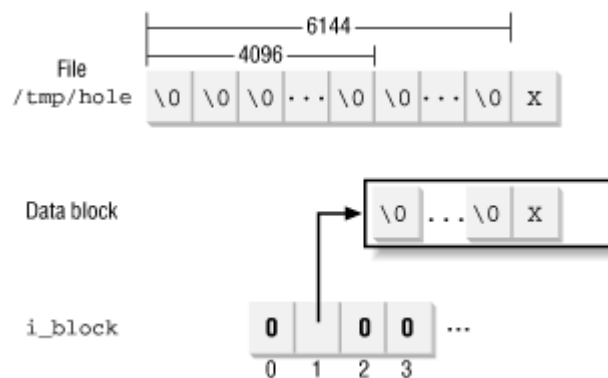 6144
4096
File
/tmp/hole
\0 \0 \0 ... \0 \0 ... \0 X
Data block
\0 ... \0 X
i_block
0 0 0 ...
0 1 2 3